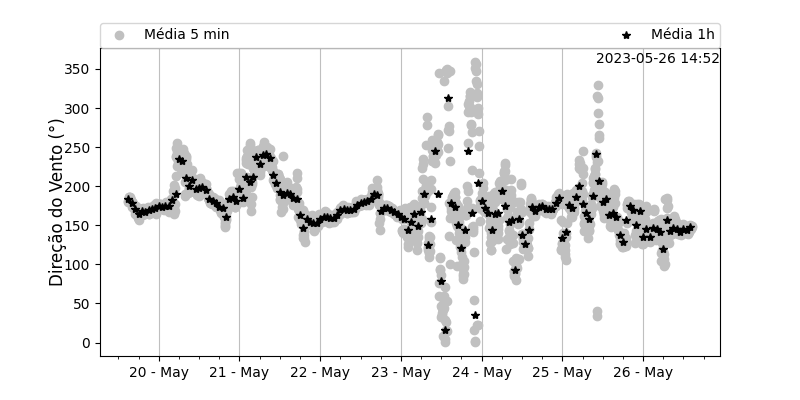 Média 5 min
Média 1h
2023-05-26 14:52
Direção do Vento (°)
350
300
250
200
150
100
50
0
20 - May
21 - May
22 - May
23 - May
24 - May
25 - May
26 - May